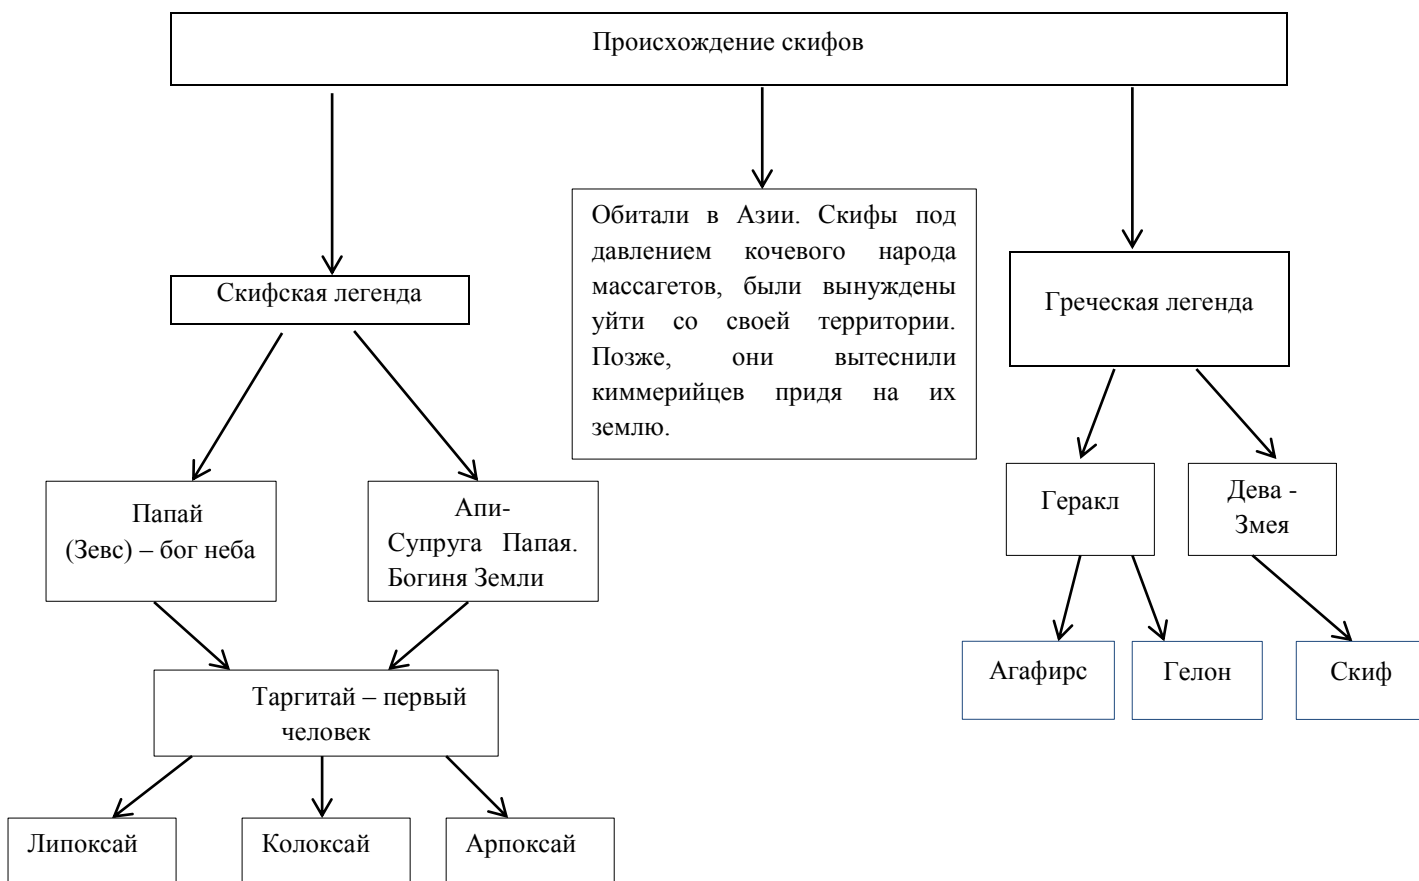 Происхождение скифов
Скифская легенда
Обитали в Азии. Скифы под
давлением кочевого народа
массагетов, были вынуждены
уйти со своей территории.
Позже, они вытеснили
киммерийцев придя на их
землю.
Греческая легенда
Папай
(Зевс) – бог неба
Апи-
Супруга Папая.
Богиня Земли
Геракл
Дева -
Змея
Таргитай – первый
человек
Агафирс
Гелон
Скиф
Липоксай
Колоксай
Арпоксай